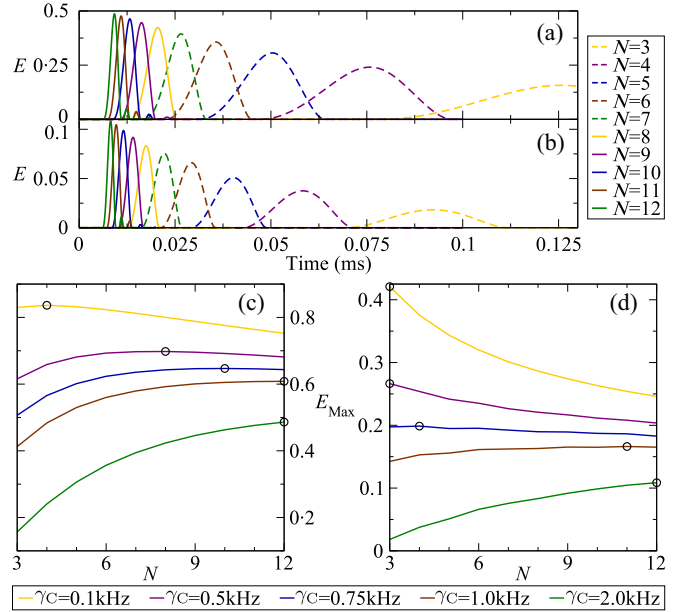 0.5
(a)
E 0·25
0
0.1
(b)
E 0.05
0
0 0.025 0.05 0.075 0.1 0.125
Time (ms)
N=3
N=4
N=5
N=6
N=7
N=8
N=9
N=10
N=11
N=12
(c)
0·8
0·6
0·4
0·2
3 6 9 12
N
(d)
0.4
0.3
E_Max 0.2
0.1
0
3 6 9 12
N
γC=0.1kHz γC=0.5kHz γC=0.75kHz γC=1.0kHz γC=2.0kHz